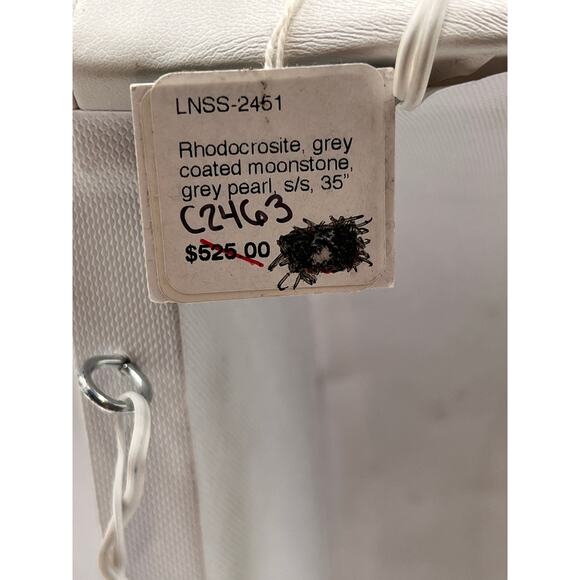 LNSS-2451
Rhodocrosite, grey
coated moonstone,
grey pearl, s/s, 35”
C2463
$525.00